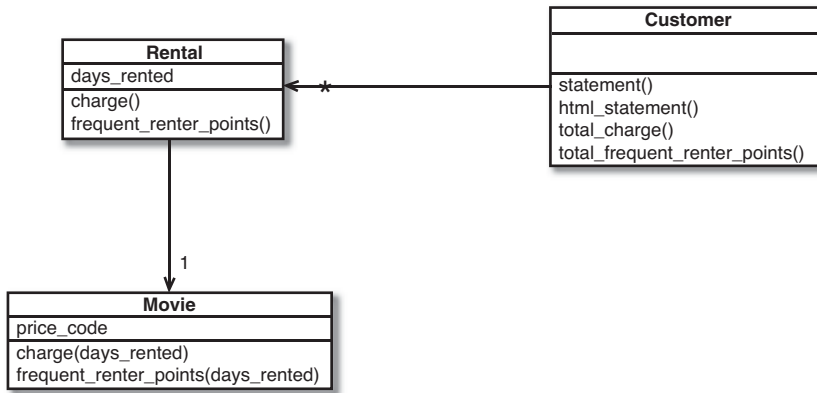 Rental
days_rented
charge()
frequent_renter_points()
*
Customer
statement()
html_statement()
total_charge()
total_frequent_renter_points()
1
Movie
price_code
charge(days_rented)
frequent_renter_points(days_rented)